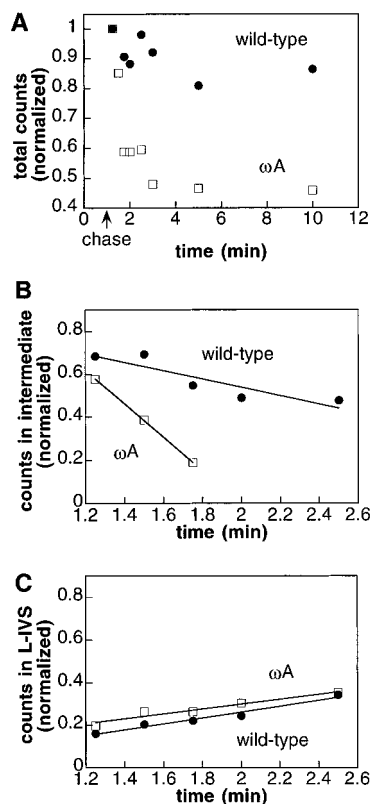 A
total counts
(normalized)
1
0.9
0.8
0.7
0.6
0.5
0.4
wild-type
ωA
0 2 4 6 8 10 12
chase
time (min)
B
counts in intermediate
(normalized)
0.8
0.6
0.4
0.2
0
wild-type
ωA
1.2 1.4 1.6 1.8 2.0 2.2 2.4 2.6
time (min)
C
counts in L-IVS
(normalized)
0.8
0.6
0.4
0.2
0
ωA
wild-type
1.2 1.4 1.6 1.8 2.0 2.2 2.4 2.6
time (min)